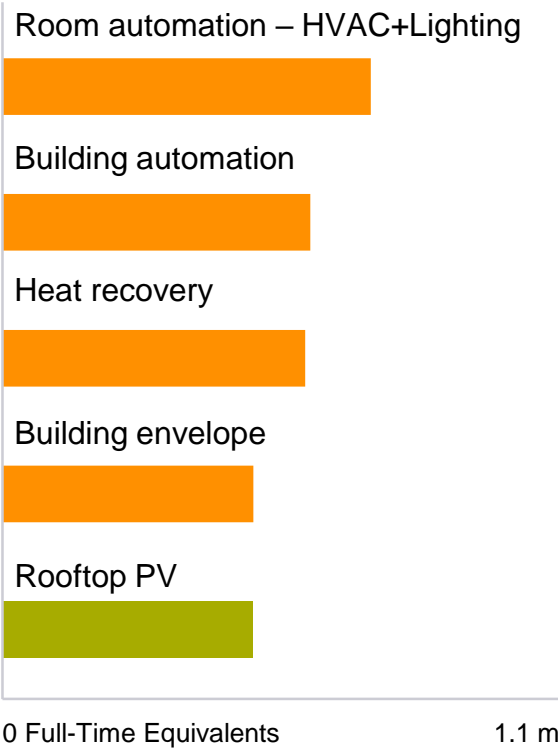 Room automation – HVAC+Lighting
Building automation
Heat recovery
Building envelope
Rooftop PV
0 Full-Time Equivalents 1.1 m